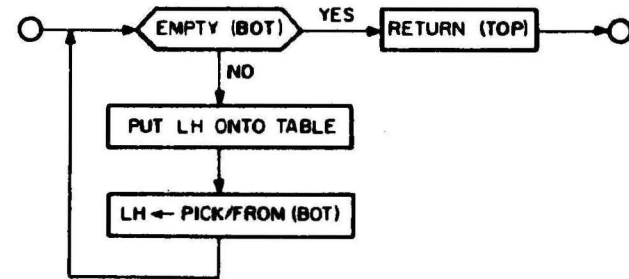 EMPTY (BOT)
YES
RETURN (TOP)
NO
PUT LH ONTO TABLE
LH ← PICK/FROM (BOT)